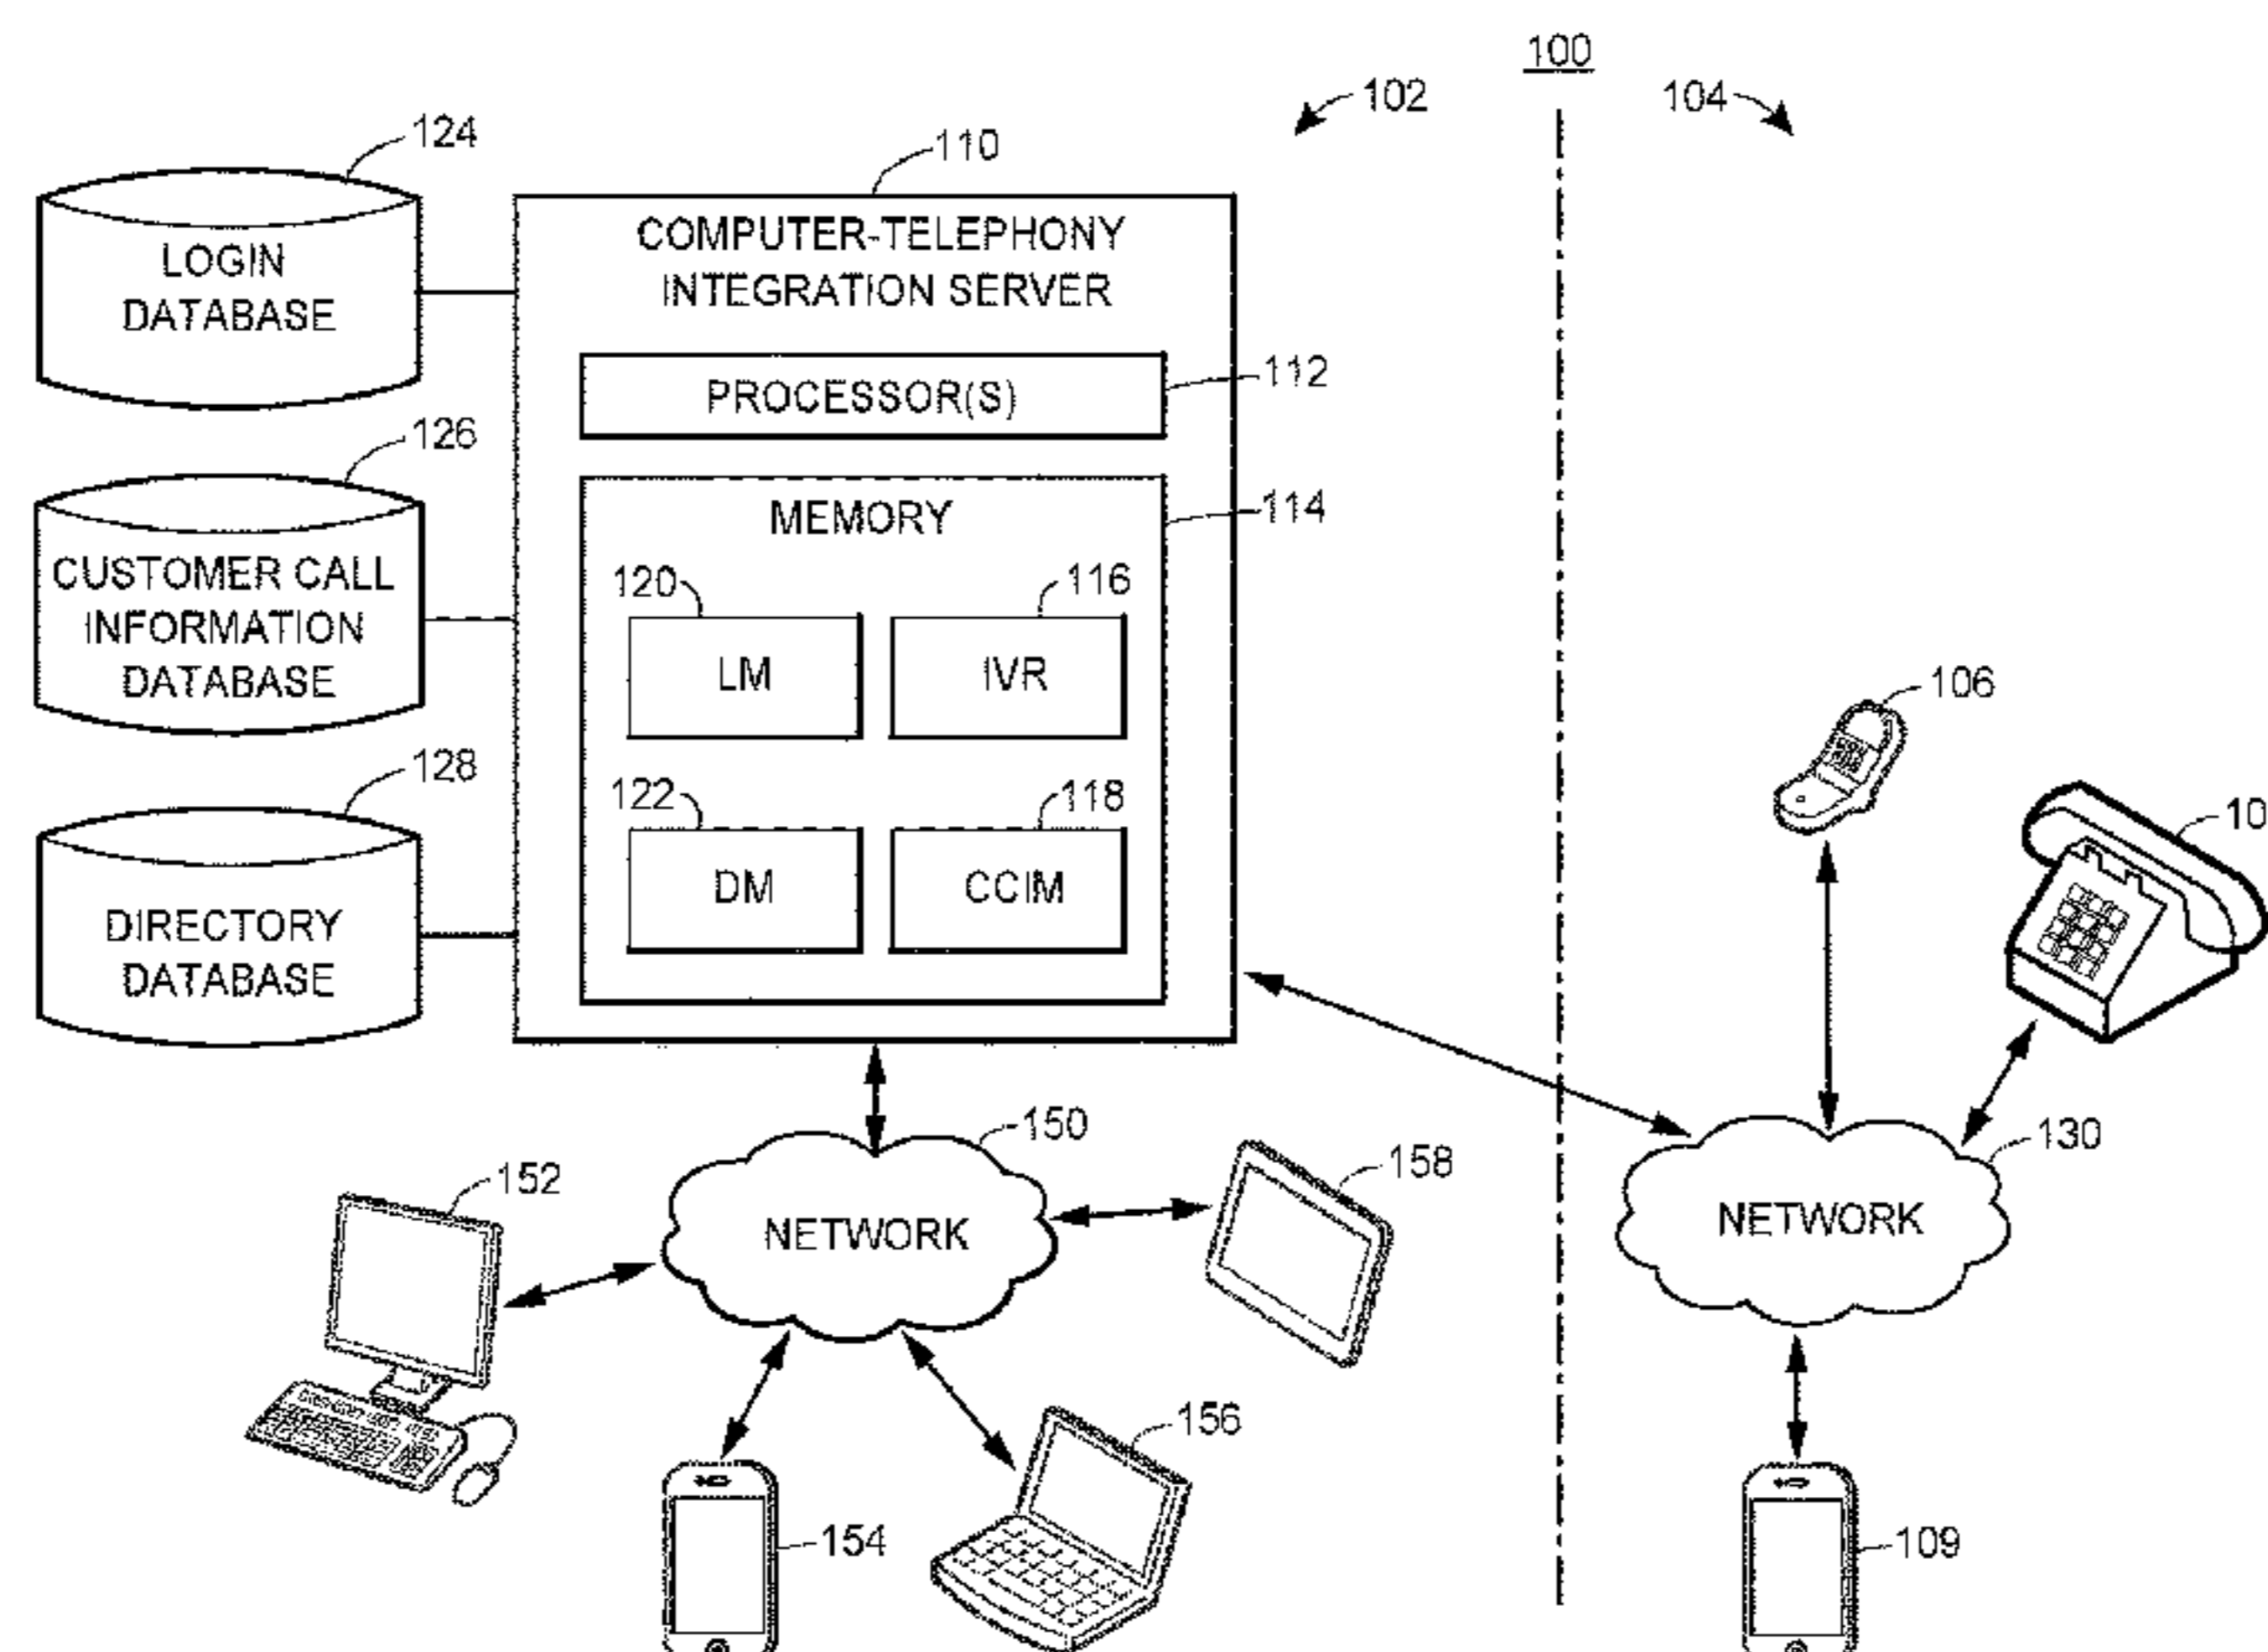 100
102
104
124
110
LOGIN
DATABASE
COMPUTER-TELEPHONY
INTEGRATION SERVER
PROCESSOR(S)
112
126
CUSTOMER CALL
INFORMATION
DATABASE
MEMORY
114
120
116
LM
IVR
122
118
DM
CCIM
128
DIRECTORY
DATABASE
106
10
150
NETWORK
152
158
154
156
130
NETWORK
109